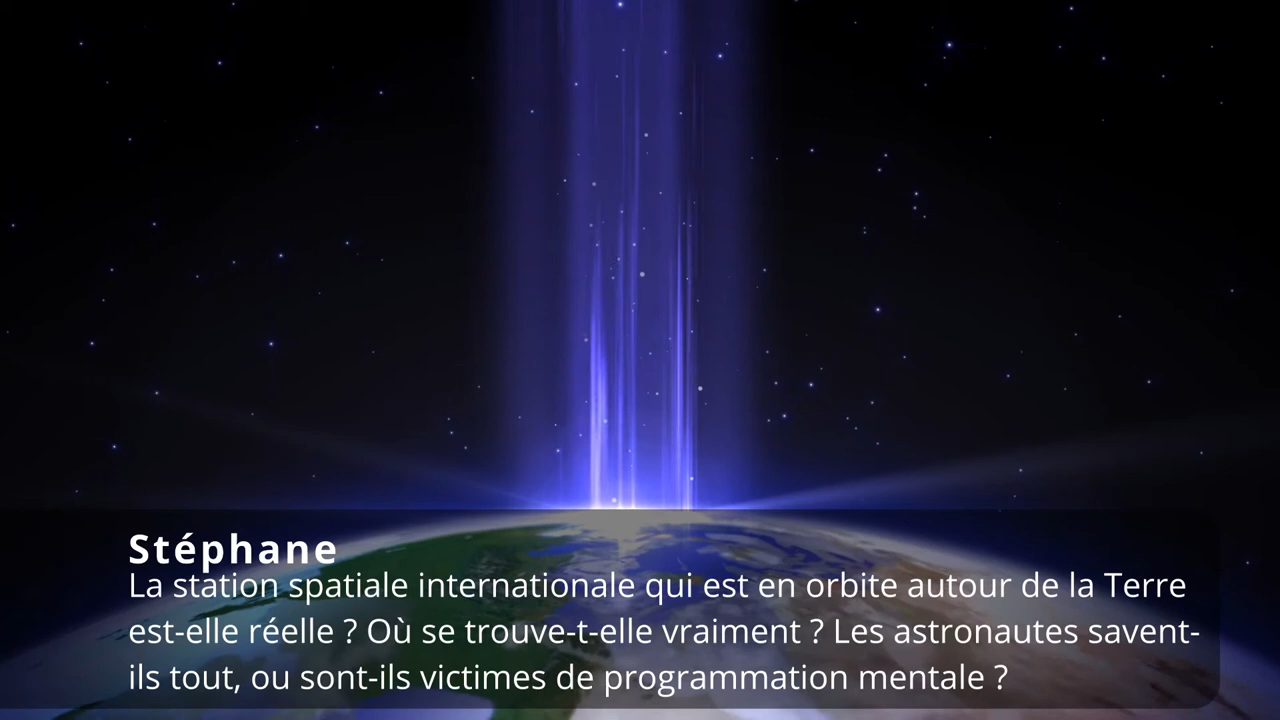 Stéphane
La station spatiale internationale qui est en orbite autour de la Terre
est-elle réelle ? Où se trouve-t-elle vraiment ? Les astronautes savent-
ils tout, ou sont-ils victimes de programmation mentale ?